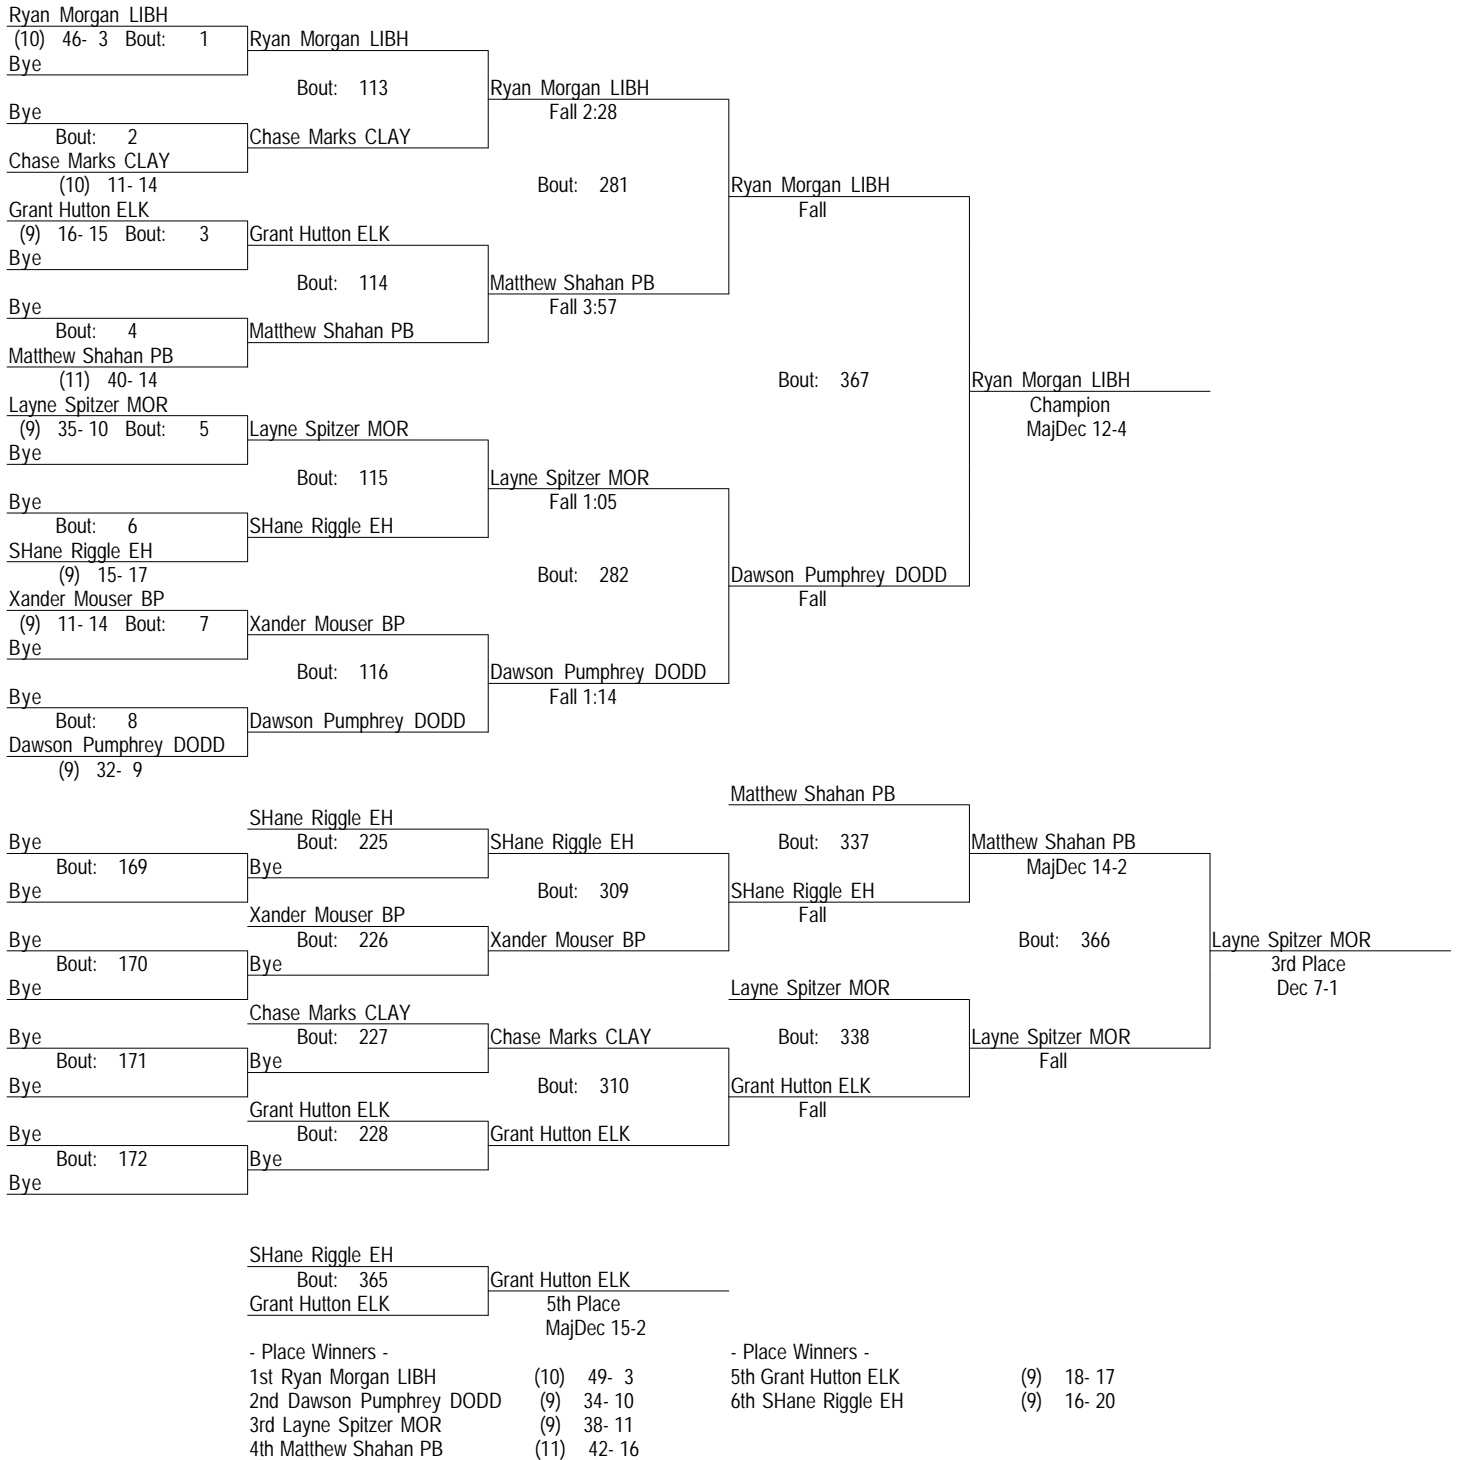 Ryan Morgan LIBH
(10) 46- 3 Bout: 1 Ryan Morgan LIBH
Bye
Bout: 113 Ryan Morgan LIBH
Bye Fall 2:28
Bout: 2 Chase Marks CLAY
Chase Marks CLAY
(10) 11- 14 Bout: 281 Ryan Morgan LIBH
Grant Hutton ELK Fall
(9) 16- 15 Bout: 3 Grant Hutton ELK
Bye
Bout: 114 Matthew Shahan PB
Bye Fall 3:57
Bout: 4 Matthew Shahan PB
Matthew Shahan PB
(11) 40- 14 Bout: 367 Ryan Morgan LIBH
Layne Spitzer MOR Champion
(9) 35- 10 Bout: 5 Layne Spitzer MOR MajDec 12-4
Bye
Bout: 115 Layne Spitzer MOR
Bye Fall 1:05
Bout: 6 SHane Riggle EH
SHane Riggle EH
(9) 15- 17 Bout: 282 Dawson Pumphrey DODD
Xander Mouser BP Fall
(9) 11- 14 Bout: 7 Xander Mouser BP
Bye
Bout: 116 Dawson Pumphrey DODD
Bye Fall 1:14
Bout: 8 Dawson Pumphrey DODD
Dawson Pumphrey DODD
(9) 32- 9
Matthew Shahan PB
SHane Riggle EH
Bye Bout: 225 SHane Riggle EH Bout: 337 Matthew Shahan PB
Bout: 169 Bye MajDec 14-2
Bye Bout: 309 SHane Riggle EH
Xander Mouser BP Fall
Bye Bout: 226 Xander Mouser BP Bout: 366 Layne Spitzer MOR
Bout: 170 Bye 3rd Place
Bye Layne Spitzer MOR Dec 7-1
Chase Marks CLAY
Bye Bout: 227 Chase Marks CLAY Bout: 338 Layne Spitzer MOR
Bout: 171 Bye Fall
Bye Bout: 310 Grant Hutton ELK
Grant Hutton ELK Fall
Bye Bout: 228 Grant Hutton ELK
Bout: 172 Bye
Bye
SHane Riggle EH
Bout: 365 Grant Hutton ELK
Grant Hutton ELK 5th Place
MajDec 15-2
- Place Winners - - Place Winners -
1st Ryan Morgan LIBH (10) 49- 3 5th Grant Hutton ELK (9) 18- 17
2nd Dawson Pumphrey DODD (9) 34- 10 6th SHane Riggle EH (9) 16- 20
3rd Layne Spitzer MOR (9) 38- 11
4th Matthew Shahan PB (11) 42- 16